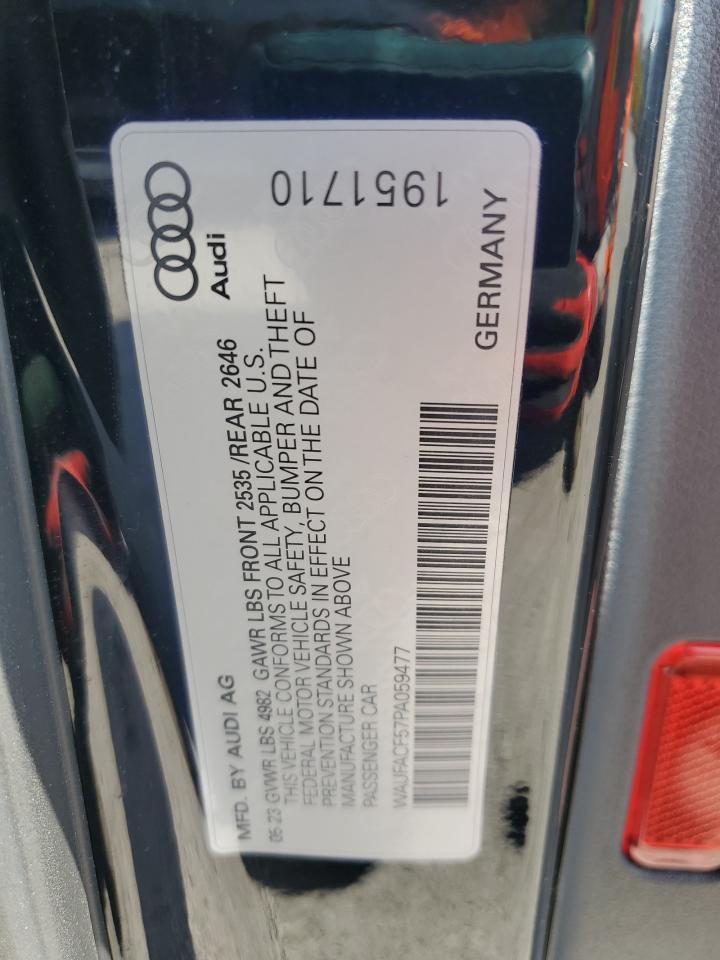 Audi
1951710
MFD. BY AUDI AG
05-23 GVWR LBS 4982 GAWR LBS FRONT 2535 /REAR 2646
THIS VEHICLE CONFORMS TO ALL APPLICABLE U.S.
FEDERAL MOTOR VEHICLE SAFETY, BUMPER AND THEFT
PREVENTION STANDARDS IN EFFECT ON THE DATE OF
MANUFACTURE SHOWN ABOVE
PASSENGER CAR
WAJFACF57PA059477
GERMANY